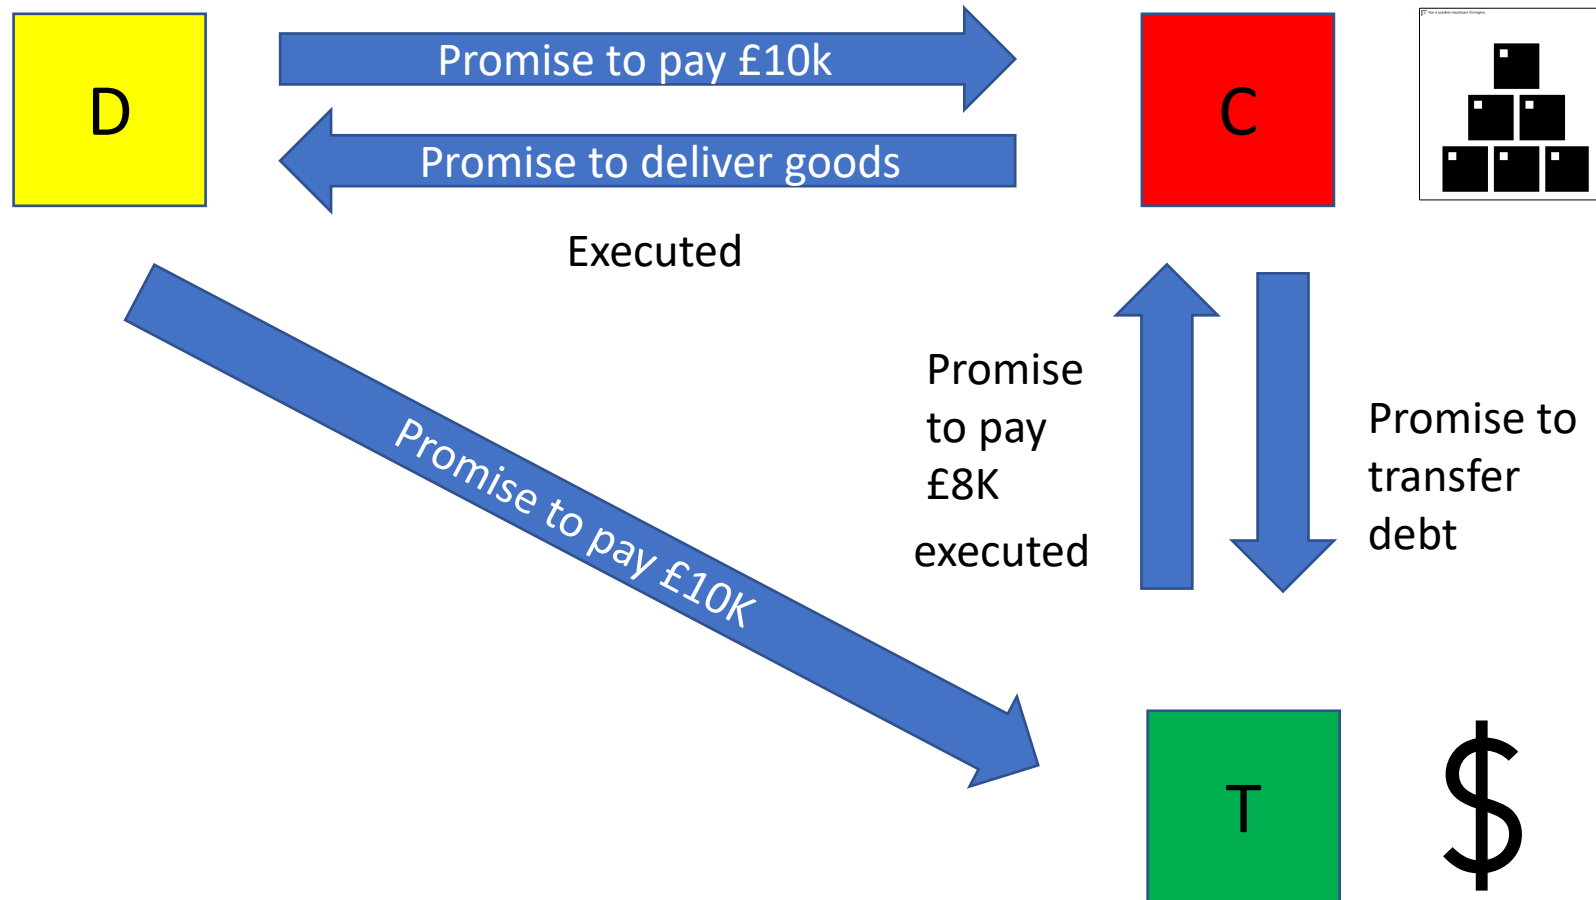 D
Promise to pay £10k
C
Promise to deliver goods
Executed
Promise
to pay
£8K
executed
Promise to
transfer
debt
Promise to pay £10K
T
$